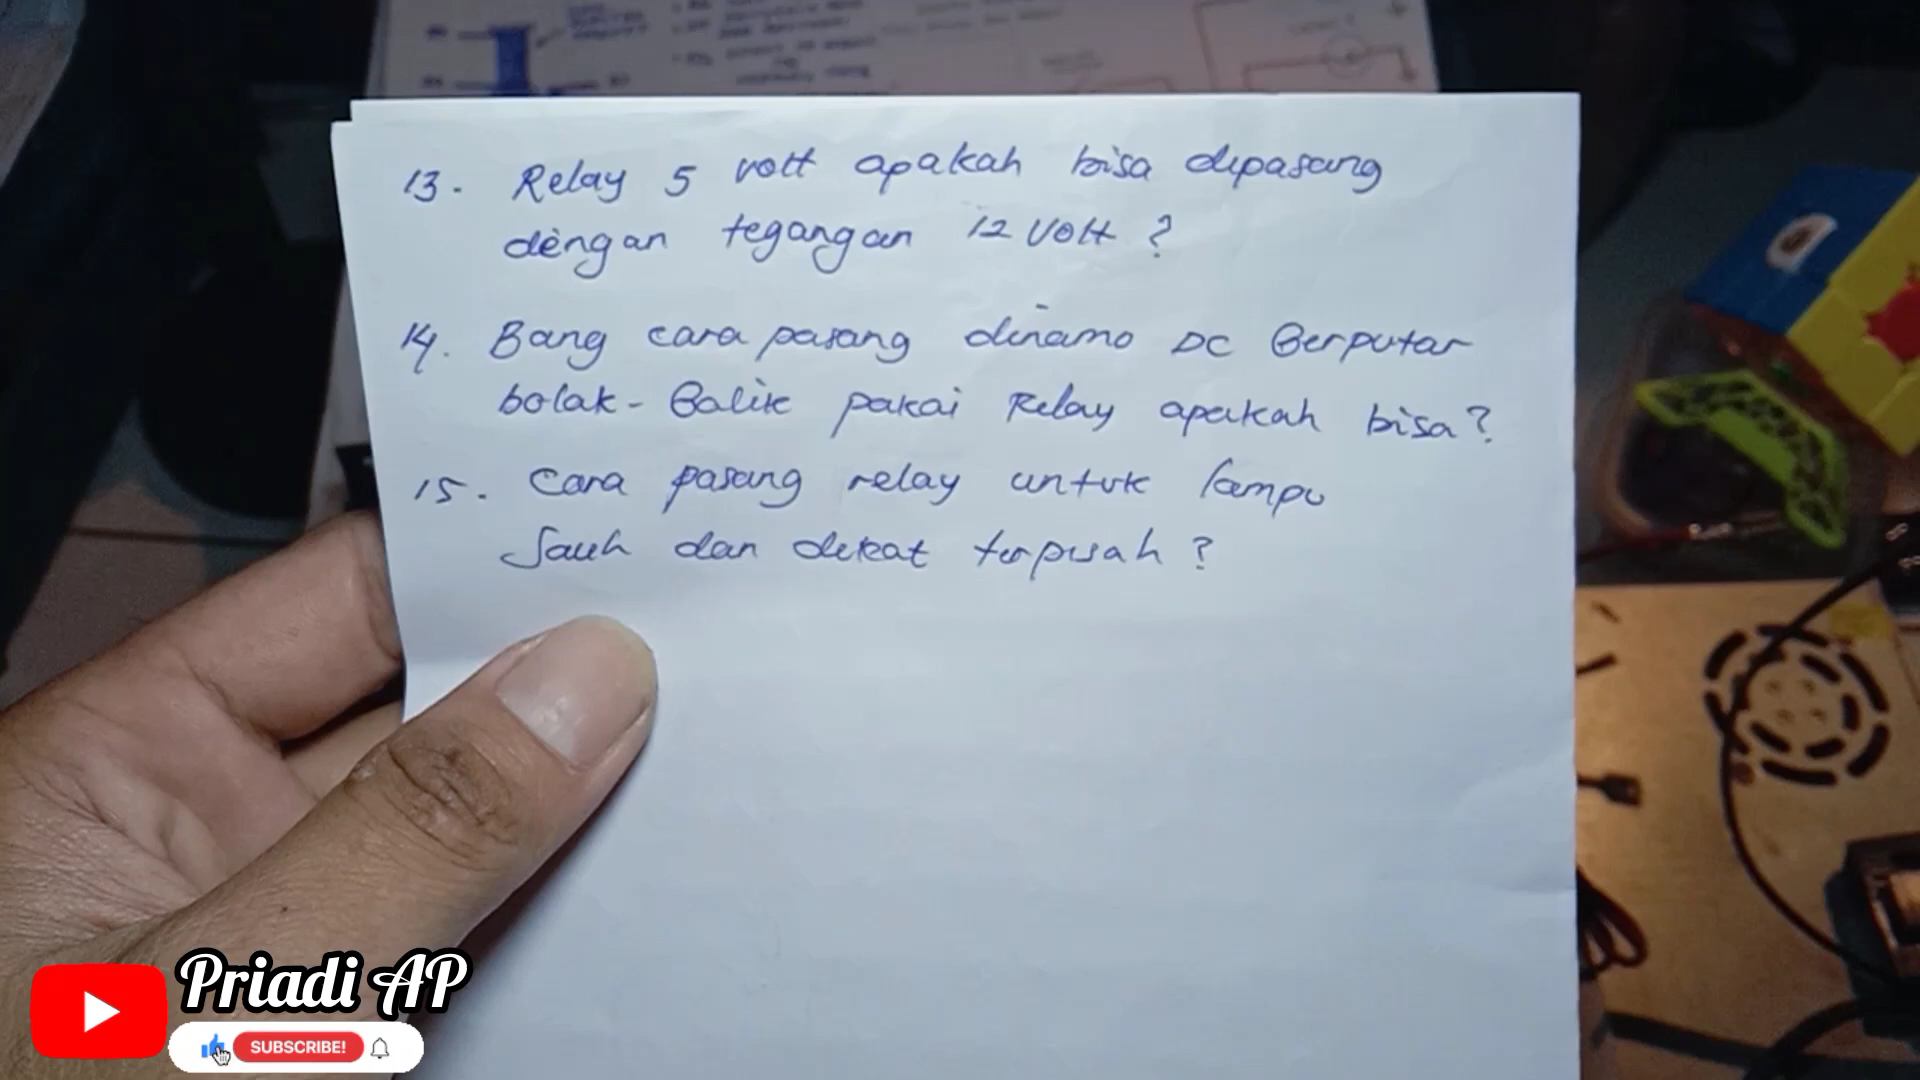 13. Relay 5 volt apakah bisa dipasang
dengan tegangan 12 Volt ?
14. Bang cara pasang dinamo DC Berputar
bolak-Balik pakai Relay apakah bisa?
15. Cara pasang relay untuk lampu
Jauh dan dekat terpisah ?
Priadi AP
SUBSCRIBE!